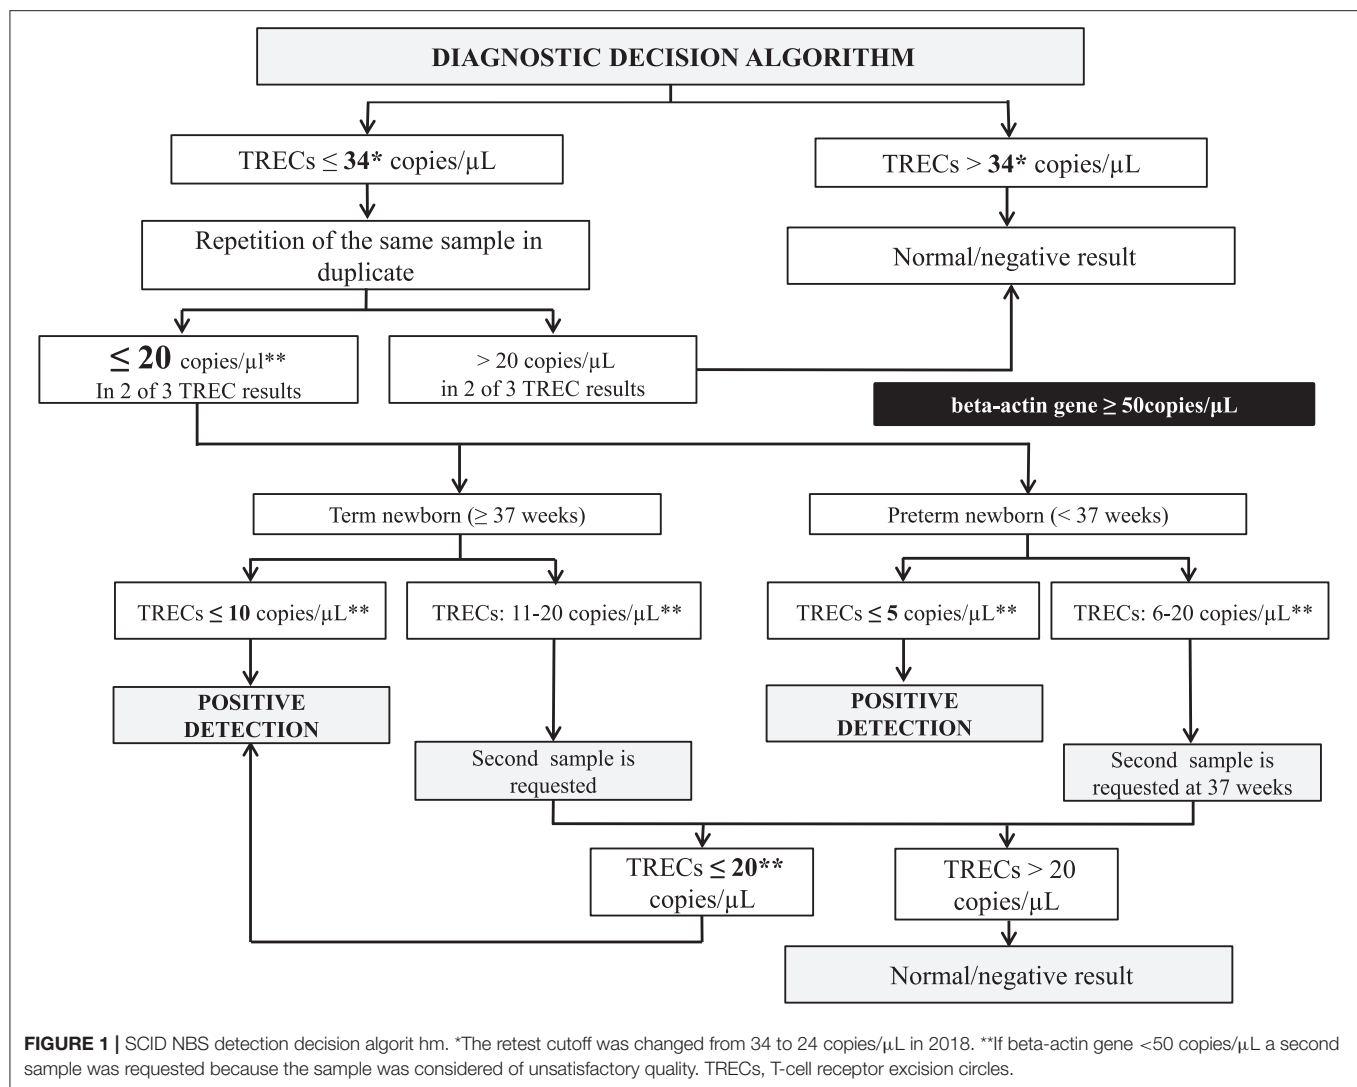 DIAGNOSTIC DECISION ALGORITHM
TRECs ≤ 34* copies/µL
TRECs > 34* copies/µL
Repetition of the same sample in
duplicate
Normal/negative result
≤ 20 copies/µl**
In 2 of 3 TREC results
> 20 copies/µL
in 2 of 3 TREC results
beta-actin gene ≥ 50copies/µL
Term newborn (≥ 37 weeks)
Preterm newborn (< 37 weeks)
TRECs ≤ 10 copies/µL**
TRECs: 11-20 copies/µL**
TRECs ≤ 5 copies/µL**
TRECs: 6-20 copies/µL**
POSITIVE
DETECTION
POSITIVE
DETECTION
Second sample is
requested
Second sample is
requested at 37 weeks
TRECs ≤ 20**
copies/µL
TRECs > 20
copies/µL
Normal/negative result
FIGURE 1 | SCID NBS detection decision algorit hm. *The retest cutoff was changed from 34 to 24 copies/µL in 2018. **If beta-actin gene <50 copies/µL a second
sample was requested because the sample was considered of unsatisfactory quality. TRECs, T-cell receptor excision circles.